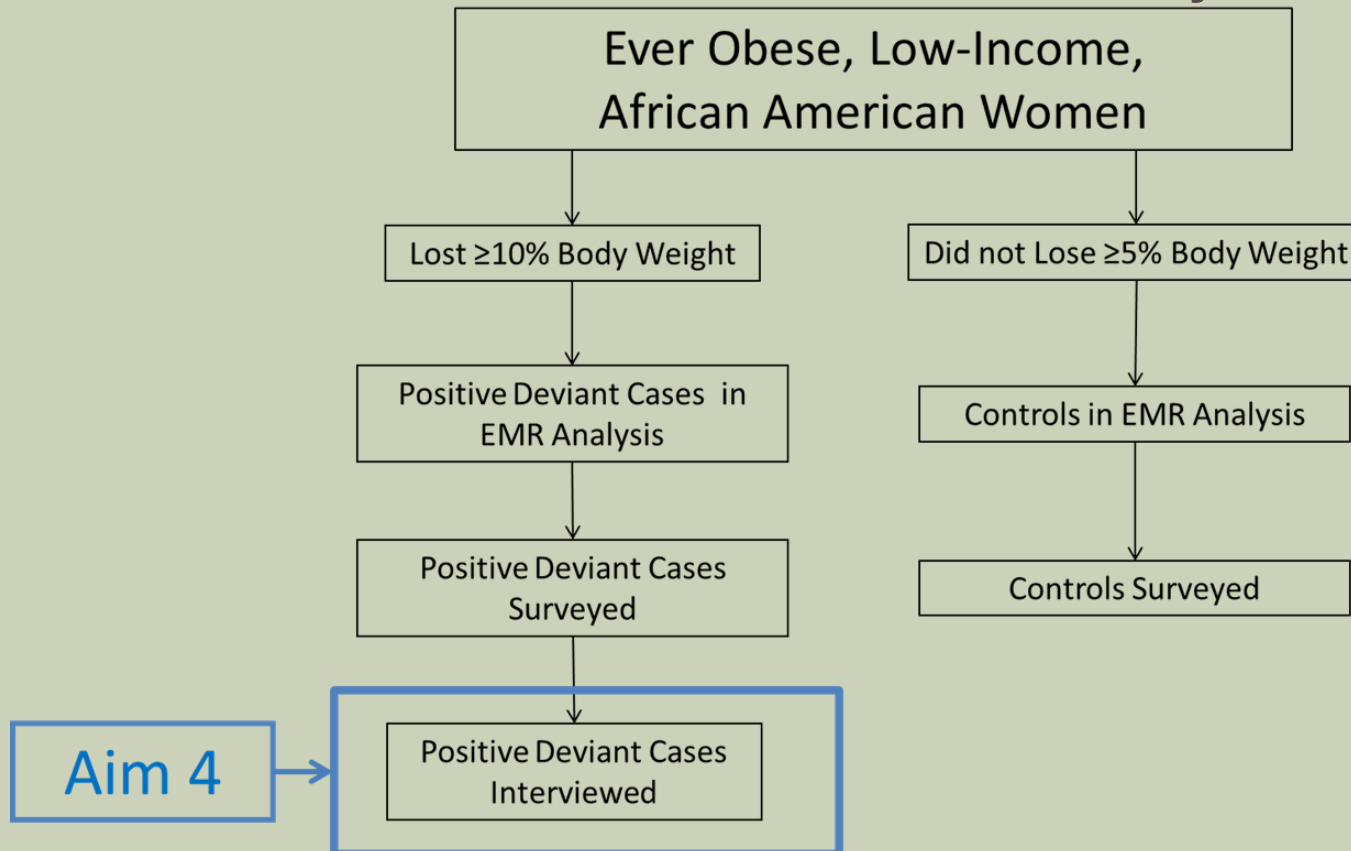 Ever Obese, Low-Income,
African American Women
Lost ≥10% Body Weight
Did not Lose ≥5% Body Weight
Positive Deviant Cases in
EMR Analysis
Controls in EMR Analysis
Positive Deviant Cases
Surveyed
Controls Surveyed
Aim 4
Positive Deviant Cases
Interviewed